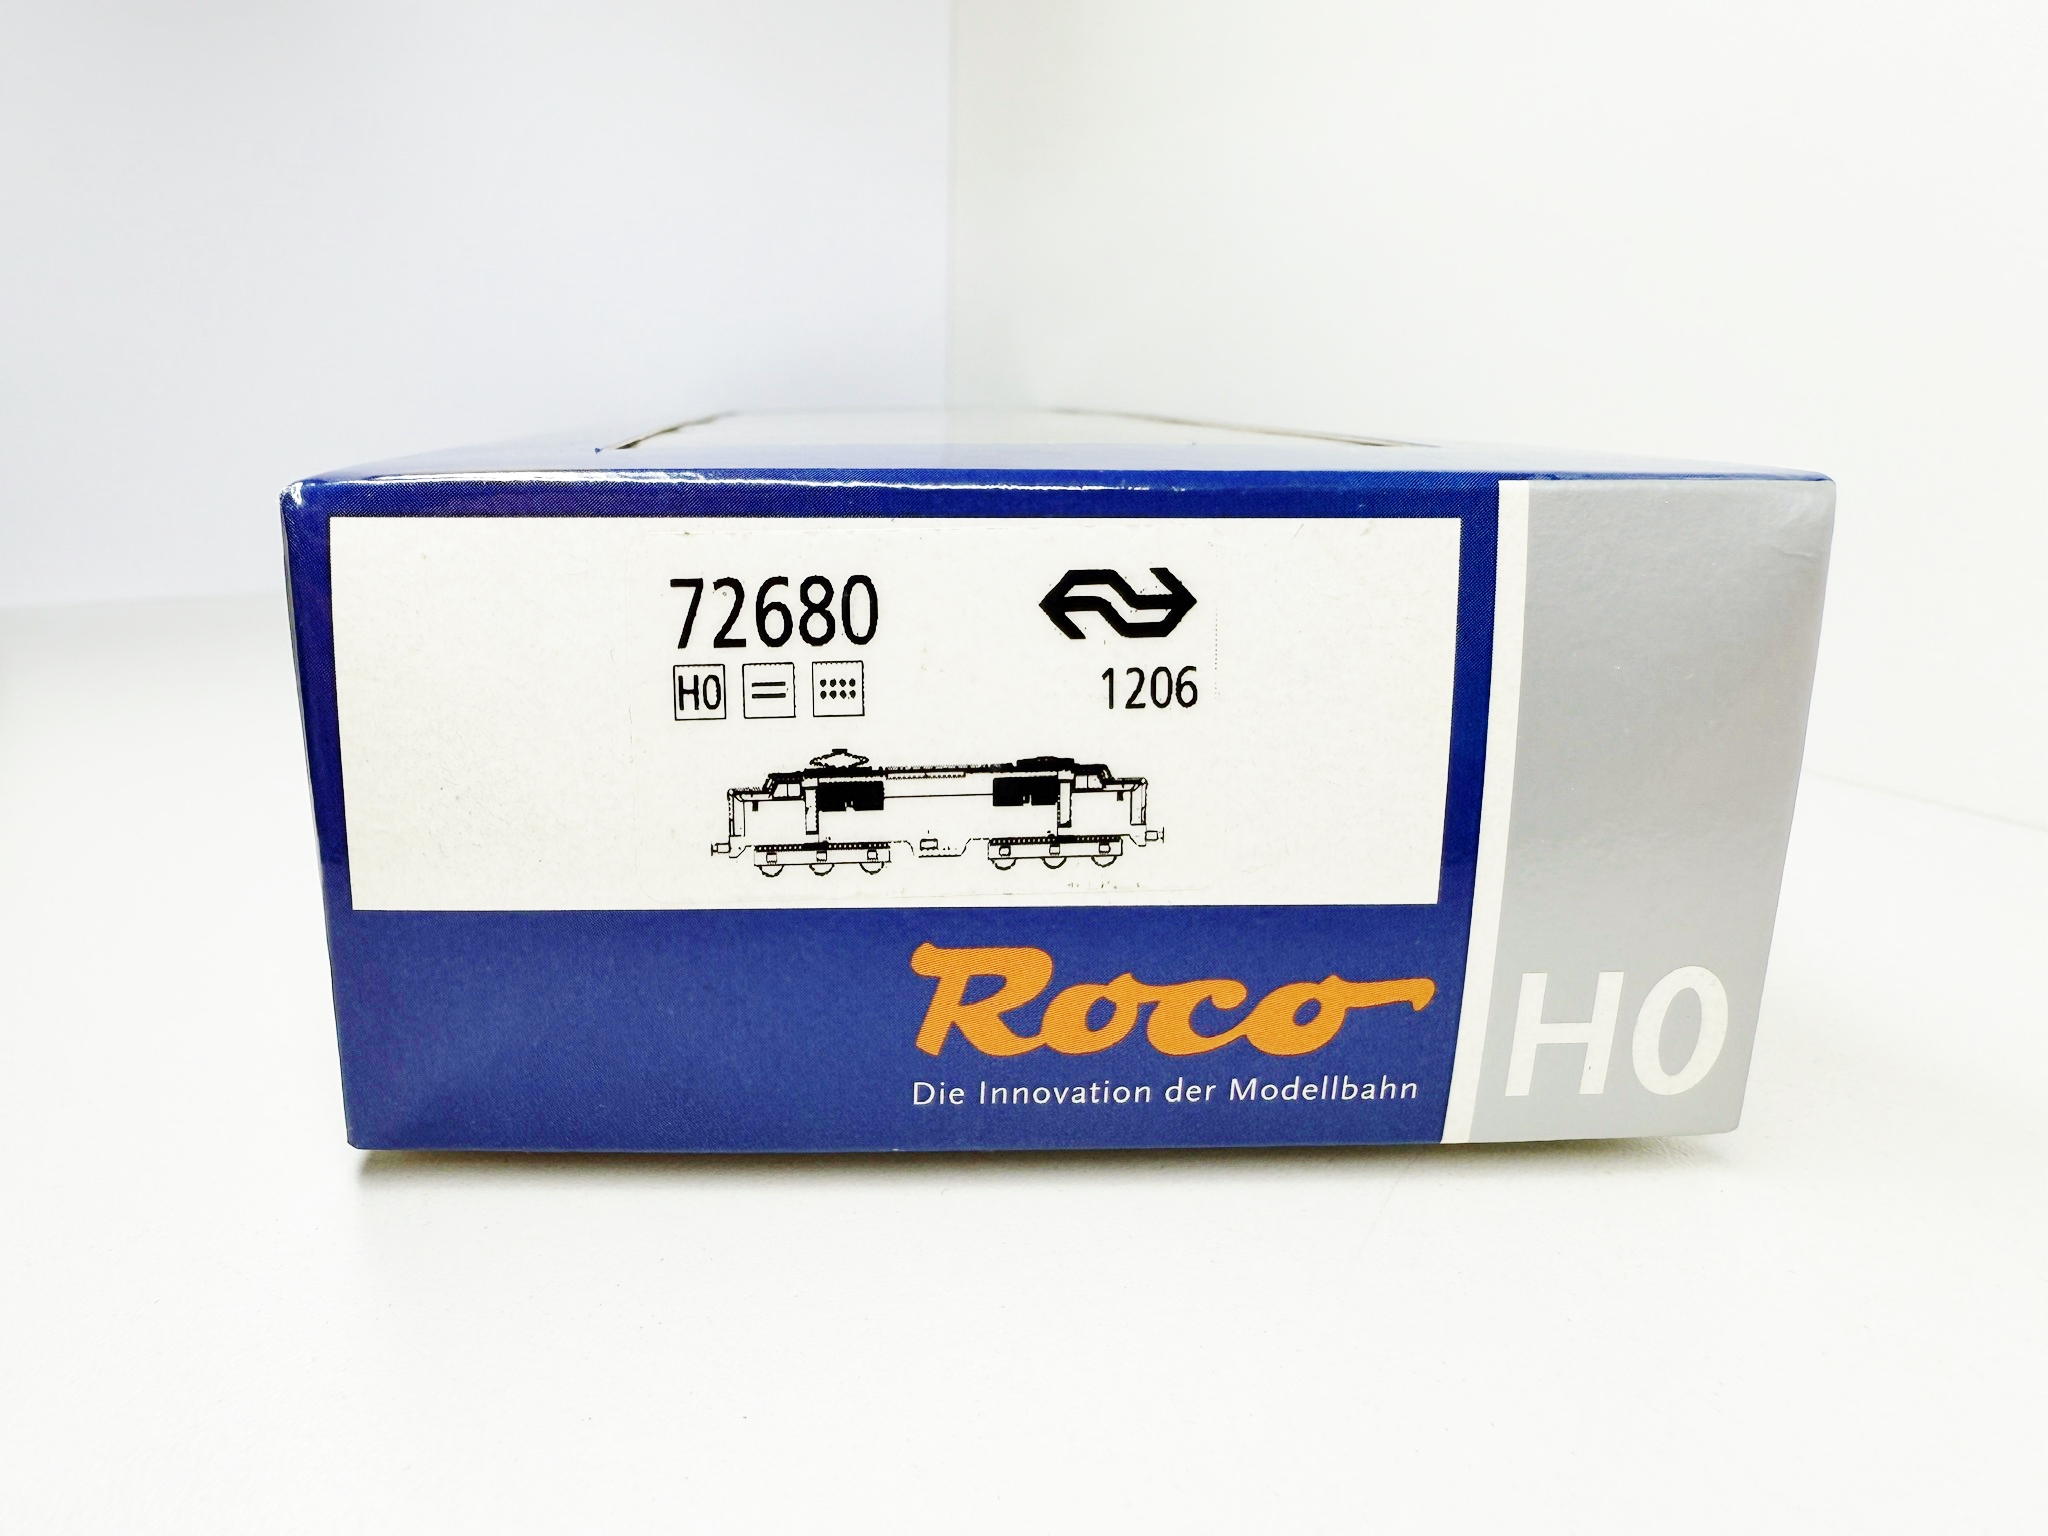 72680
H0
1206
Roco
Die Innovation der Modellbahn
H0